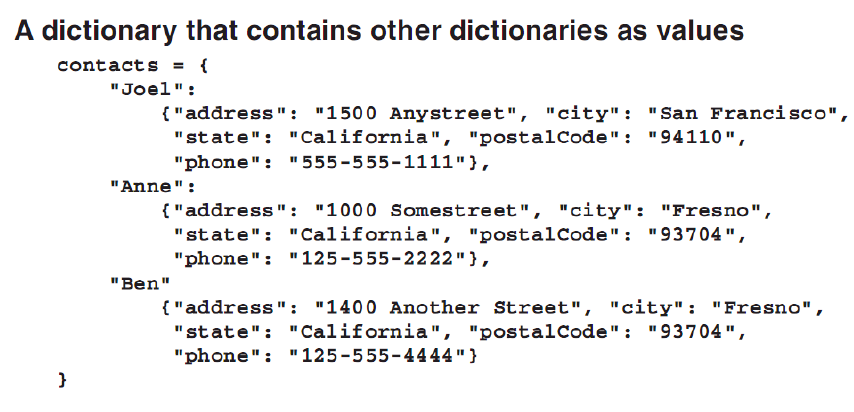 A dictionary that contains other dictionaries as values
contacts = {
"Joel":
{"address": "1500 Anystreet", "city": "San Francisco",
"state": "California", "postalCode": "94110",
"phone": "555-555-1111"},
"Anne":
{"address": "1000 Somestreet", "city": "Fresno",
"state": "California", "postalCode": "93704",
"phone": "125-555-2222"},
"Ben"
{"address": "1400 Another Street", "city": "Fresno",
"state": "California", "postalCode": "93704",
"phone": "125-555-4444"}
}